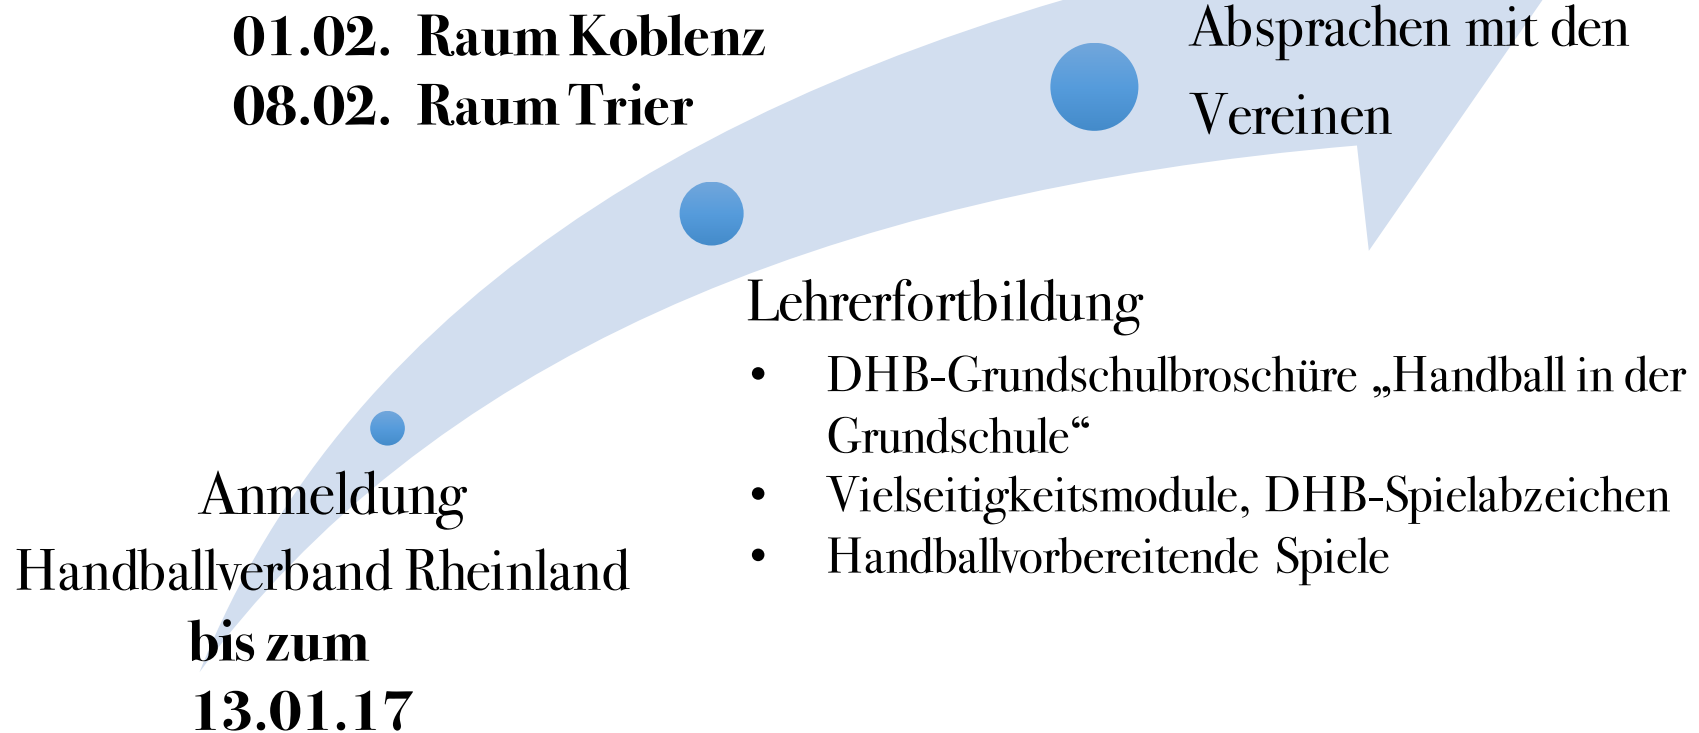 01.02. Raum Koblenz
08.02. Raum Trier
Absprachen mit den
Vereinen
Lehrerfortbildung
• DHB-Grundschulbroschüre „Handball in der
Grundschule“
• Vielseitigkeitsmodule, DHB-Spielabzeichen
• Handballvorbereitende Spiele
Anmeldung
Handballverband Rheinland
bis zum
13.01.17